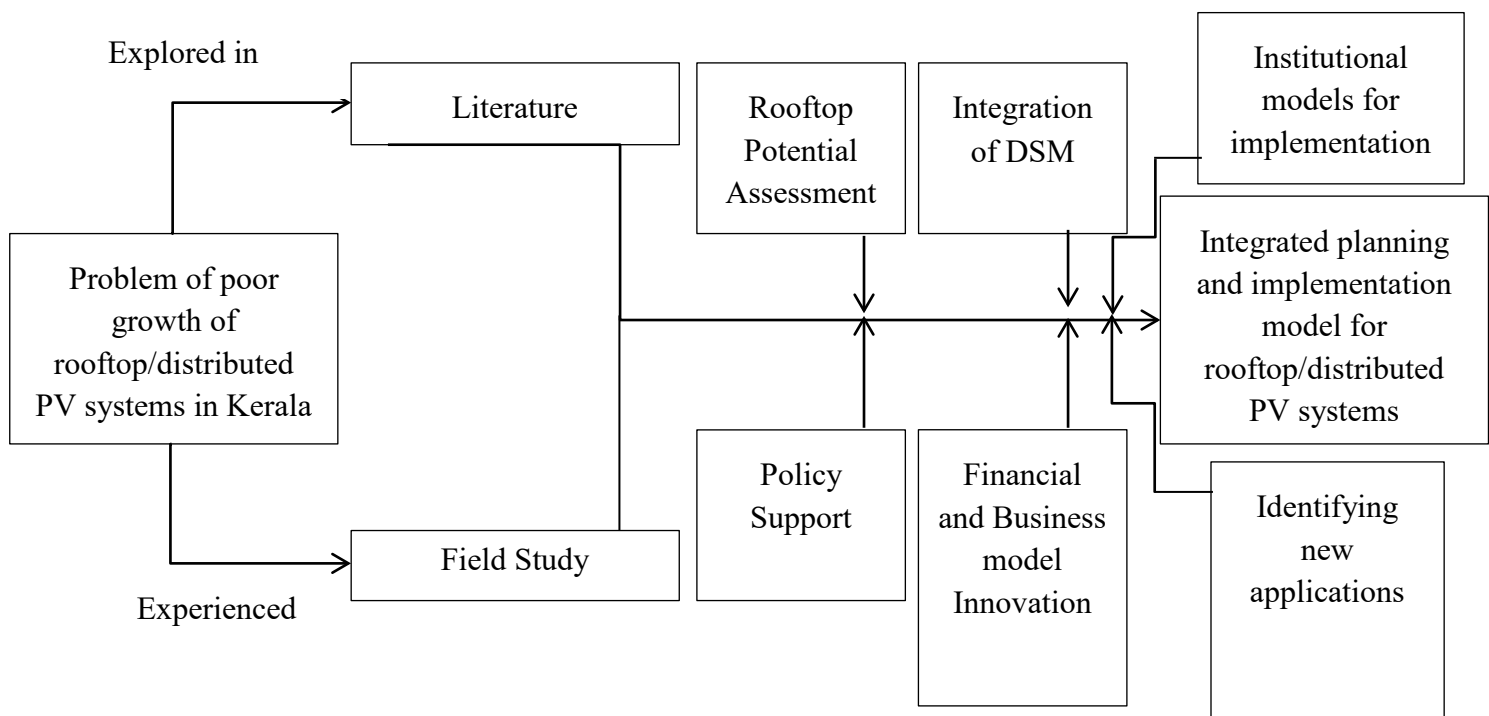 Explored in
Literature
Problem of poor
growth of
rooftop/distributed
PV systems in Kerala
Field Study
Experienced
Rooftop
Potential
Assessment
Integration
of DSM
Institutional
models for
implementation
Integrated planning
and implementation
model for
rooftop/distributed
PV systems
Policy
Support
Financial
and Business
model
Innovation
Identifying
new
applications